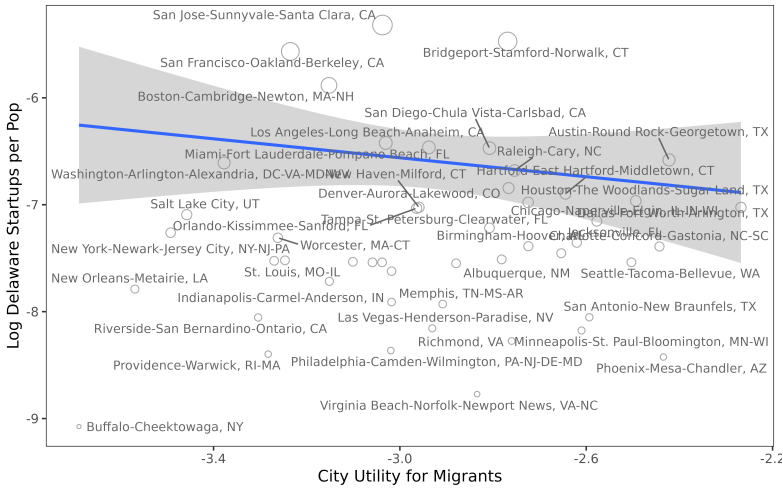 San Jose-Sunnyvale-Santa Clara, CA
Bridgeport-Stamford-Norwalk, CT
San Francisco-Oakland-Berkeley, CA
Boston-Cambridge-Newton, MA-NH
-6
San Diego-Chula Vista-Carlsbad, CA
Los Angeles-Long Beach-Anaheim, CA
Austin-Round Rock-Georgetown, TX
Miami-Fort Lauderdale-Pompano Beach, FL
Raleigh-Cary, NC
Washington-Arlington-Alexandria, DC-VA-MD-WV
New Haven-Milford, CT
Hartford-East Hartford-Middletown, CT
Denver-Aurora-Lakewood, CO
Houston-The Woodlands-Sugar Land, TX
-7
Salt Lake City, UT
Chicago-Naperville-Elgin, IL-IN-WI
Dallas-Fort Worth-Arlington, TX
Tampa-St. Petersburg-Clearwater, FL
Orlando-Kissimmee-Sanford, FL
Jacksonville, FL
Birmingham-Hoover, AL
Charlotte-Concord-Gastonia, NC-SC
Worcester, MA-CT
New York-Newark-Jersey City, NY-NJ-PA
St. Louis, MO-IL
Albuquerque, NM
Seattle-Tacoma-Bellevue, WA
New Orleans-Metairie, LA
Memphis, TN-MS-AR
Indianapolis-Carmel-Anderson, IN
San Antonio-New Braunfels, TX
-8
Las Vegas-Henderson-Paradise, NV
Riverside-San Bernardino-Ontario, CA
Richmond, VA
Minneapolis-St. Paul-Bloomington, MN-WI
Philadelphia-Camden-Wilmington, PA-NJ-DE-MD
Providence-Warwick, RI-MA
Phoenix-Mesa-Chandler, AZ
Virginia Beach-Norfolk-Newport News, VA-NC
-9
Buffalo-Cheektowaga, NY
Log Delaware Startups per Pop
-3.4
-3.0
-2.6
-2.2
City Utility for Migrants